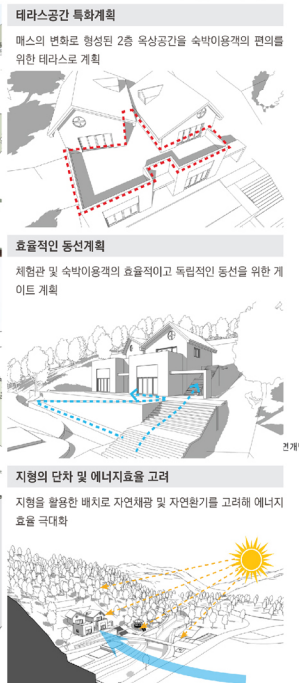 테라스공간 특화계획
매스의 변화로 형성된 2층 옥상공간을 숙박이용객의 편의를
위한 테라스로 계획
효율적인 동선계획
체험관 및 숙박이용객의 효율적이고 독립적인 동선을 위한 게
이트 계획
지형의 단차 및 에너지효율 고려
지형을 활용한 배치로 자연채광 및 자연환기를 고려해 에너지
효율 극대화